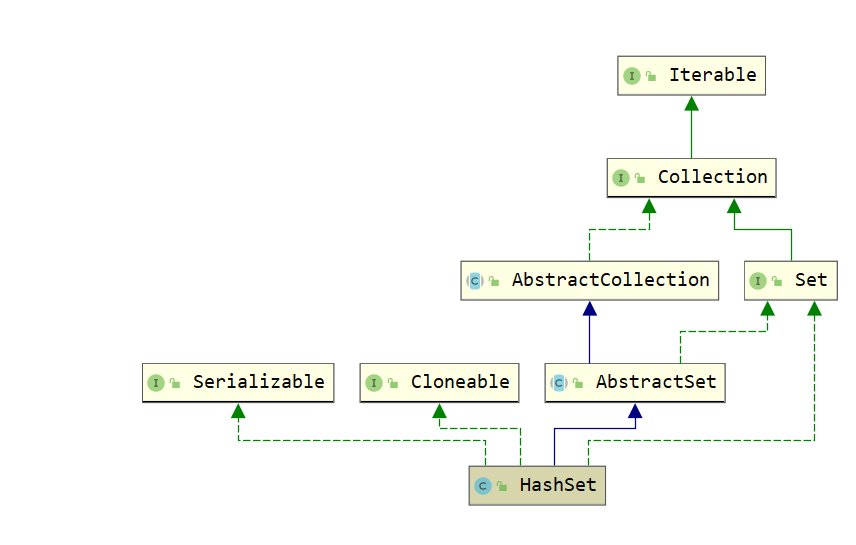 I Iterable
I Collection
C AbstractCollection
I Set
I Serializable
I Cloneable
C AbstractSet
C HashSet